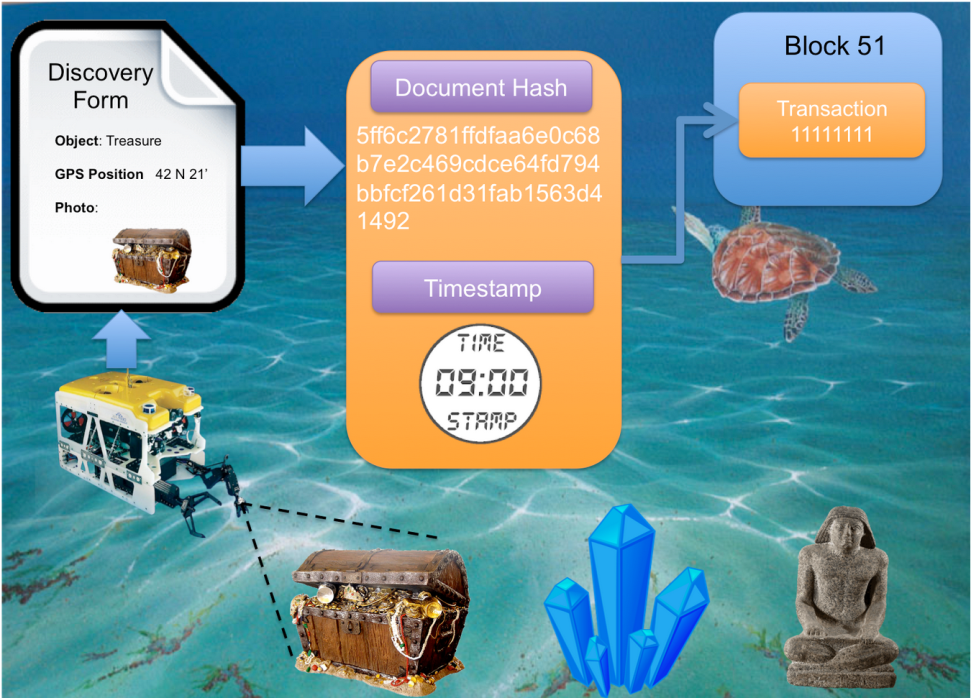 Discovery
Form
Object: Treasure
GPS Position 42 N 21'
Photo:
Document Hash
5ff6c2781ffdfaa6e0c68
b7e2c469cdce64fd794
bbfcf261d31fab1563d4
1492
Timestamp
TIME
09:00
STAMP
Block 51
Transaction
11111111